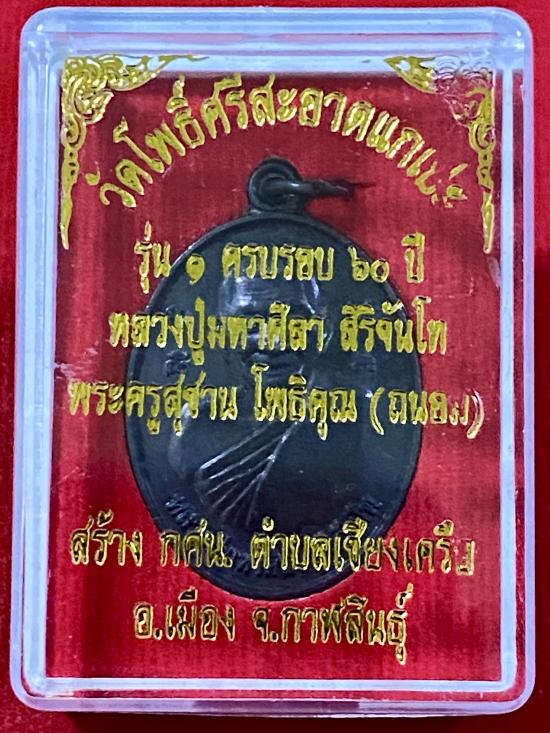 วัดโพธิ์ศรีสะอาดแกเปะ
รุ่น ๑ ครบรอบ ๖๐ ปี
หลวงปู่มหาศิลา สิริจันโท
พระครูสุชาน โพธิคุณ (ถนอม)
สร้าง กศน. ตำบลเชียงเครือ
อ.เมือง จ.กาฬสินธุ์